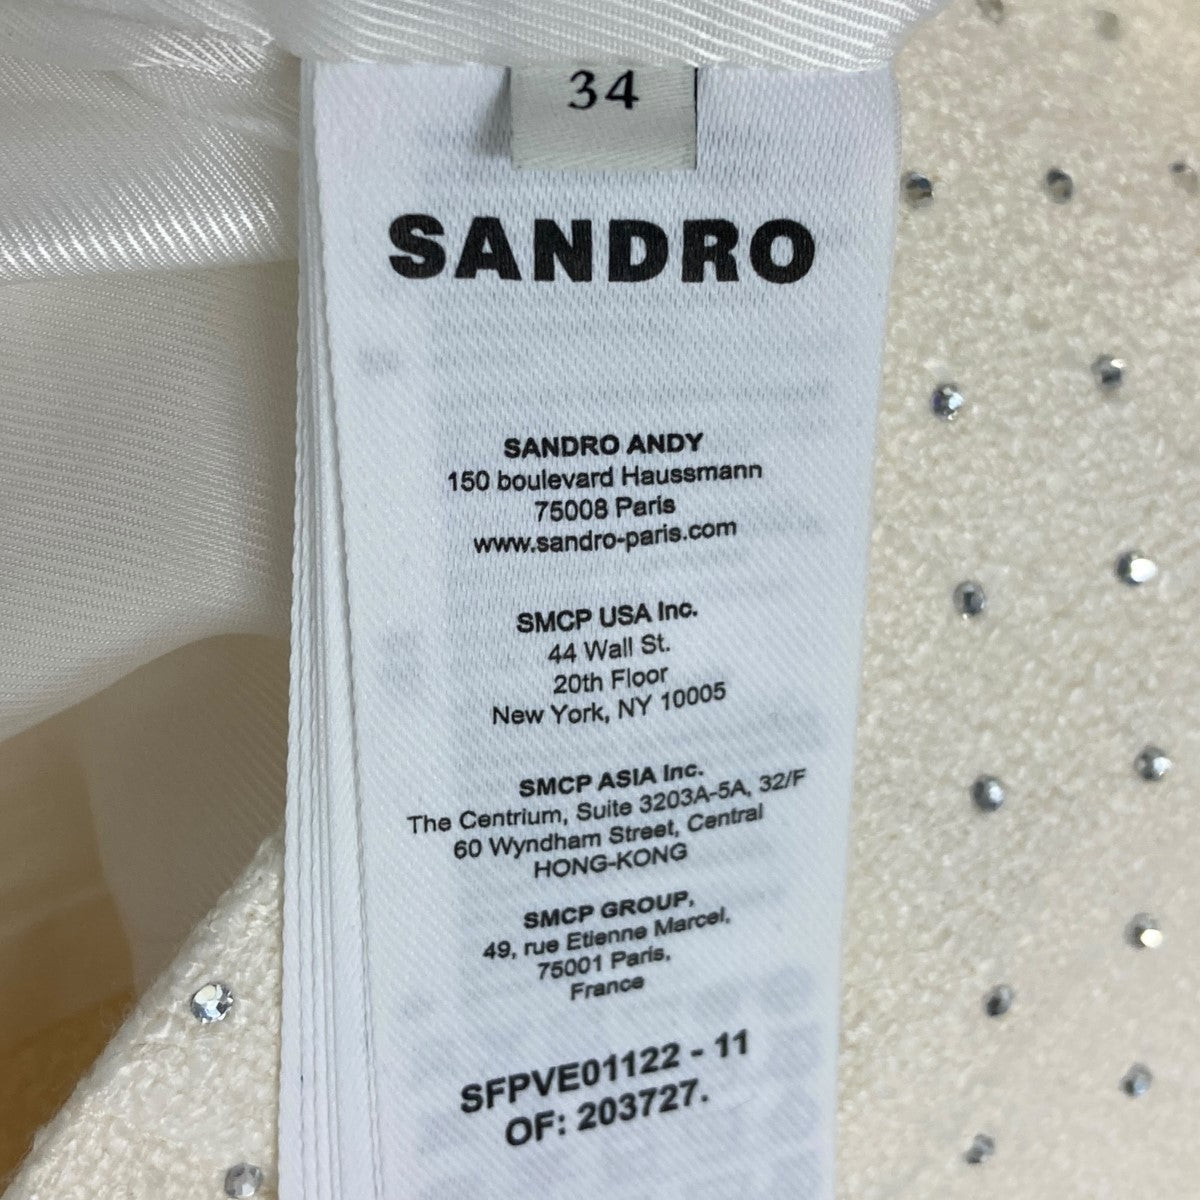 34
SANDRO
SANDRO ANDY
150 boulevard Haussmann
75008 Paris
www.sandro-paris.com
SMCP USA Inc.
44 Wall St.
20th Floor
New York, NY 10005
SMCP ASIA Inc.
The Centrium, Suite 3203A-5A, 32/F
60 Wyndham Street, Central
HONG-KONG
SMCP GROUP.
49, rue Etienne Marcel,
75001 Paris,
France
SFPVE01122 - 11
OF: 203727.